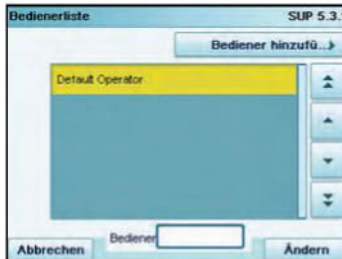 Bedienerliste SUP 5.3.
Bediener hinzufü...
Default Operator
Bediener
Abbrechen Ändern